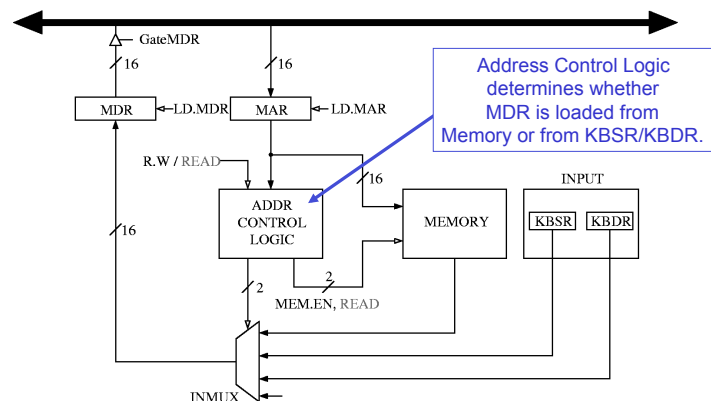 GateMDR
16
16
MDR
LD.MDR
MAR
LD.MAR
Address Control Logic
determines whether
MDR is loaded from
Memory or from KBSR/KBDR.
R.W / READ
16
INPUT
ADDR
CONTROL
LOGIC
MEMORY
KBSR
KBDR
16
2
2
MEM.EN, READ
INMUX